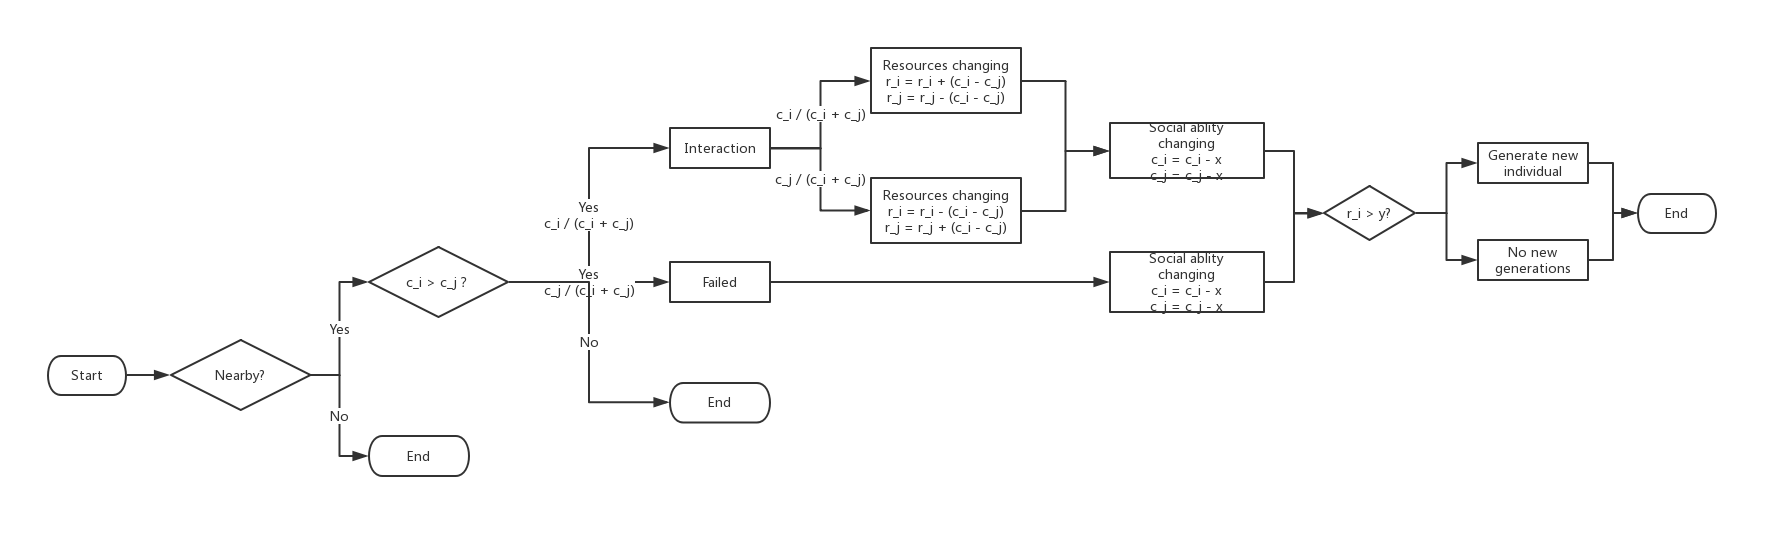 Start
Nearby?
Yes
No
End
c_i > c_j ?
Yes
c_i / (c_i + c_j)
Yes
c_j / (c_i + c_j)
No
End
Interaction
Failed
c_i / (c_i + c_j)
c_j / (c_i + c_j)
Resources changing
r_i = r_i + (c_i - c_j)
r_j = r_j - (c_i - c_j)
Resources changing
r_i = r_i - (c_i - c_j)
r_j = r_j + (c_i - c_j)
Social ablity
changing
c_i = c_i - x
c_j = c_j - x
Social ablity
changing
c_i = c_i - x
c_j = c_j - x
r_i > y?
Generate new
individual
No new
generations
End